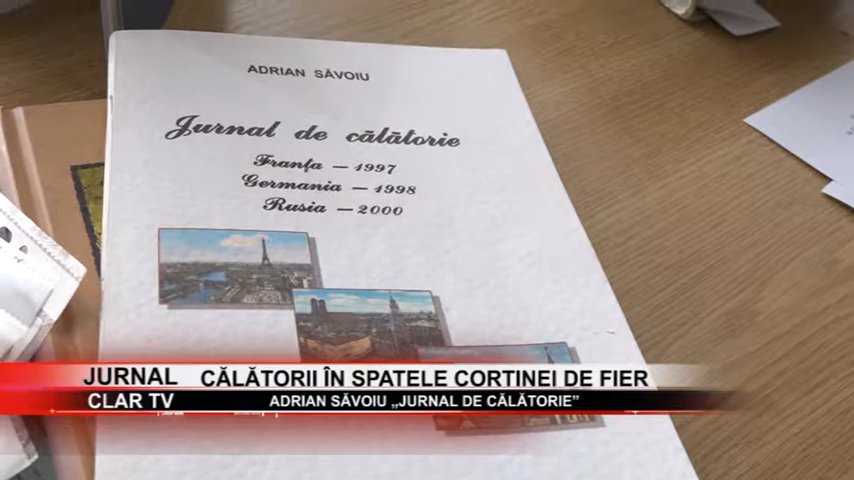 ADRIAN SĂVOIU
Jurnal de călătorie
Franţa – 1997
Germania – 1998
Rusia – 2000
JURNAL
CĂLĂTORII ÎN SPATELE CORTINEI DE FIER
CLAR TV
ADRIAN SĂVOIU „JURNAL DE CĂLĂTORIE”